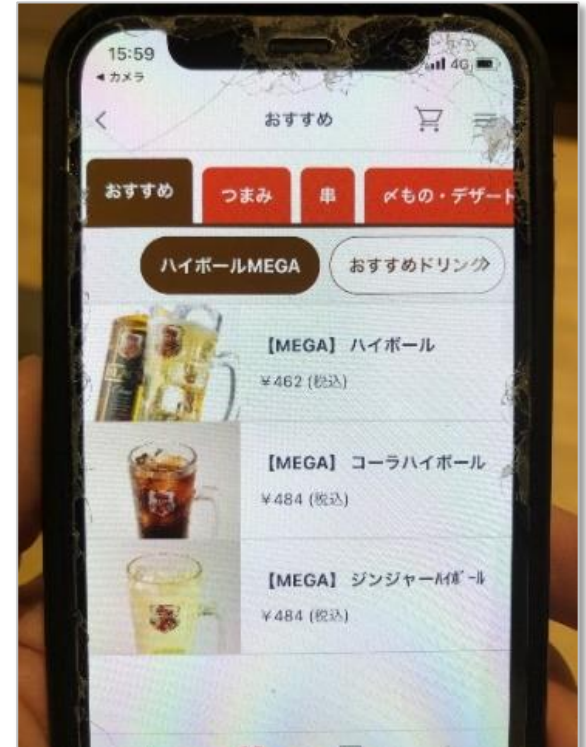 15:59
4G
◀ カメラ
おすすめ
おすすめ
つまみ
串
〆もの・デザート
ハイボールMEGA
おすすめドリンク
【MEGA】 ハイボール
¥462 (税込)
【MEGA】 コーラハイボール
¥484 (税込)
【MEGA】 ジンジャーﾊｲﾎﾞｰﾙ
¥484 (税込)